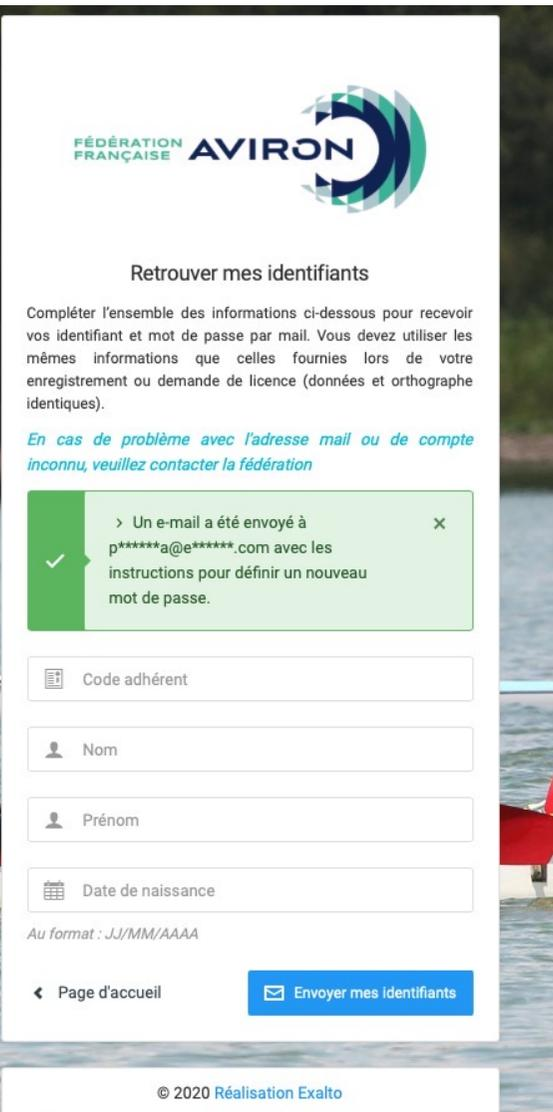 FÉDÉRATION
FRANÇAISE AVIRON
Retrouver mes identifiants
Compléter l'ensemble des informations ci-dessous pour recevoir
vos identifiant et mot de passe par mail. Vous devez utiliser les
mêmes informations que celles fournies lors de votre
enregistrement ou demande de licence (données et orthographe
identiques).
En cas de problème avec l'adresse mail ou de compte
inconnu, veuillez contacter la fédération
> Un e-mail a été envoyé à
p******a@e******.com avec les
instructions pour définir un nouveau
mot de passe.
Code adhérent
Nom
Prénom
Date de naissance
Au format : JJ/MM/AAAA
Page d'accueil
Envoyer mes identifiants
© 2020 Réalisation Exalto